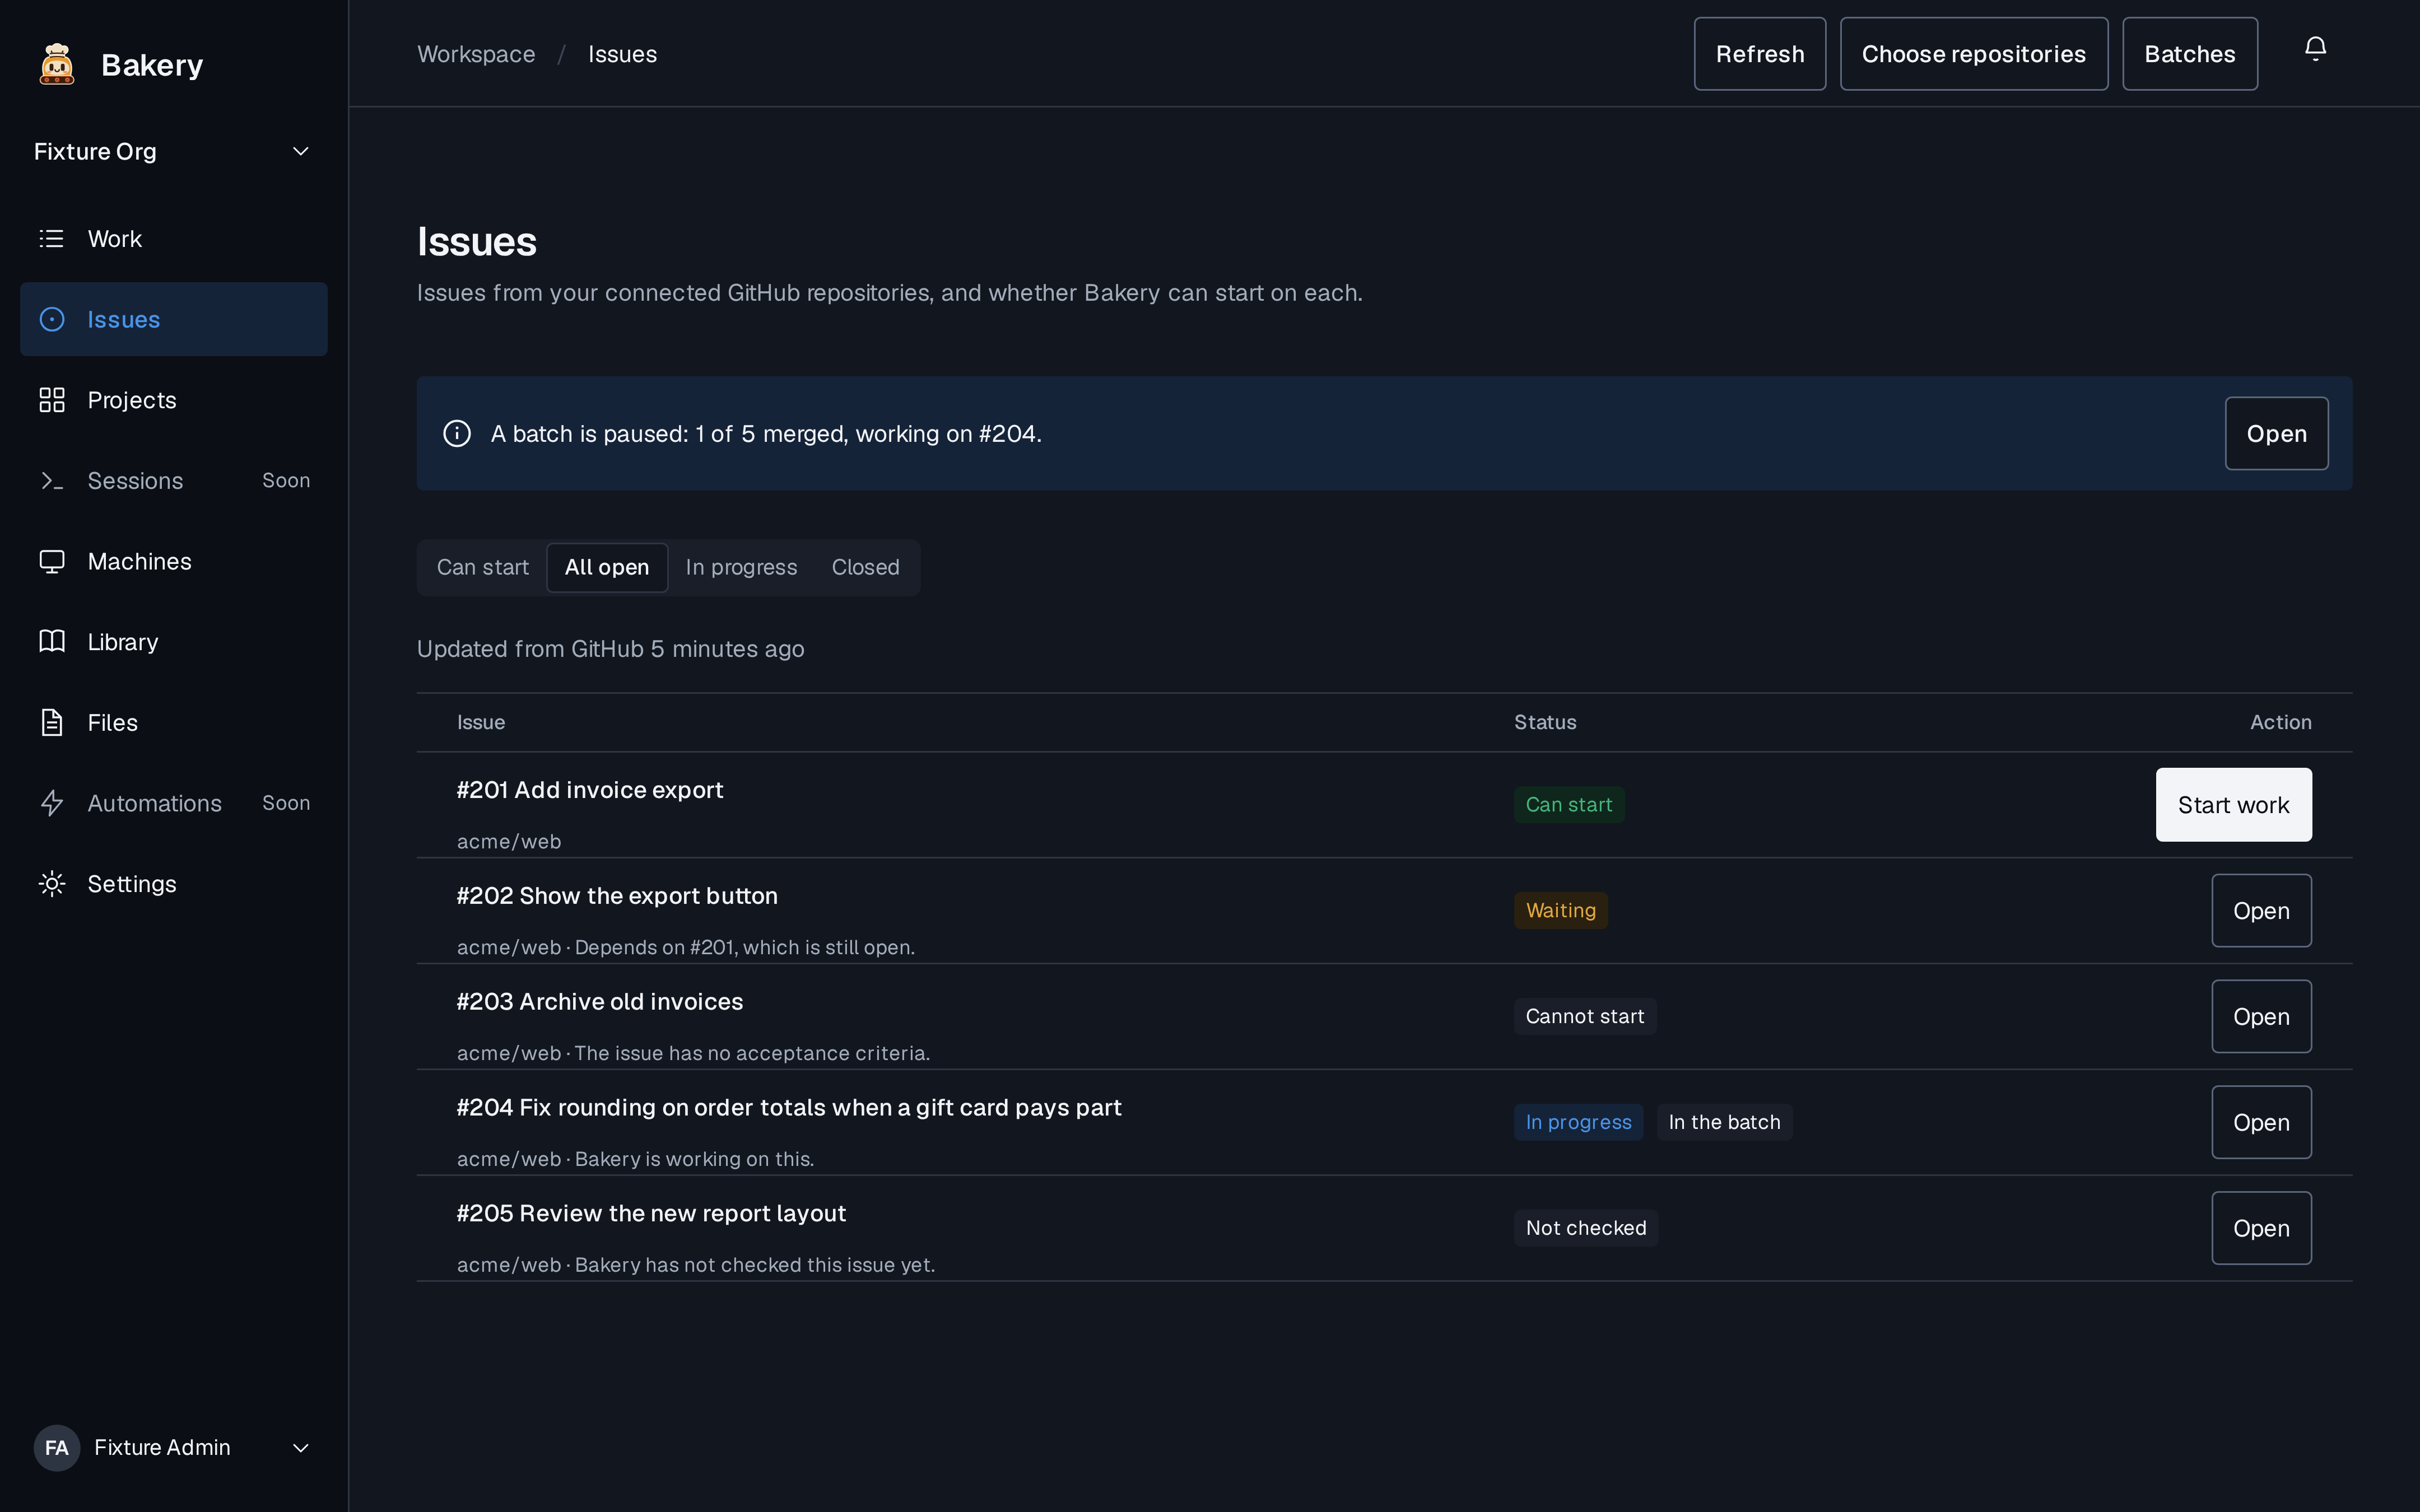 Bakery
Workspace / Issues
Refresh
Choose repositories
Batches
Fixture Org
Work
Issues
Projects
Sessions Soon
Machines
Library
Files
Automations Soon
Settings
FA Fixture Admin
Issues
Issues from your connected GitHub repositories, and whether Bakery can start on each.
A batch is paused: 1 of 5 merged, working on #204.
Open
Can start
All open
In progress
Closed
Updated from GitHub 5 minutes ago
Issue Status Action
#201 Add invoice export
acme/web
Can start
Start work
#202 Show the export button
acme/web · Depends on #201, which is still open.
Waiting
Open
#203 Archive old invoices
acme/web · The issue has no acceptance criteria.
Cannot start
Open
#204 Fix rounding on order totals when a gift card pays part
acme/web · Bakery is working on this.
In progress
In the batch
Open
#205 Review the new report layout
acme/web · Bakery has not checked this issue yet.
Not checked
Open